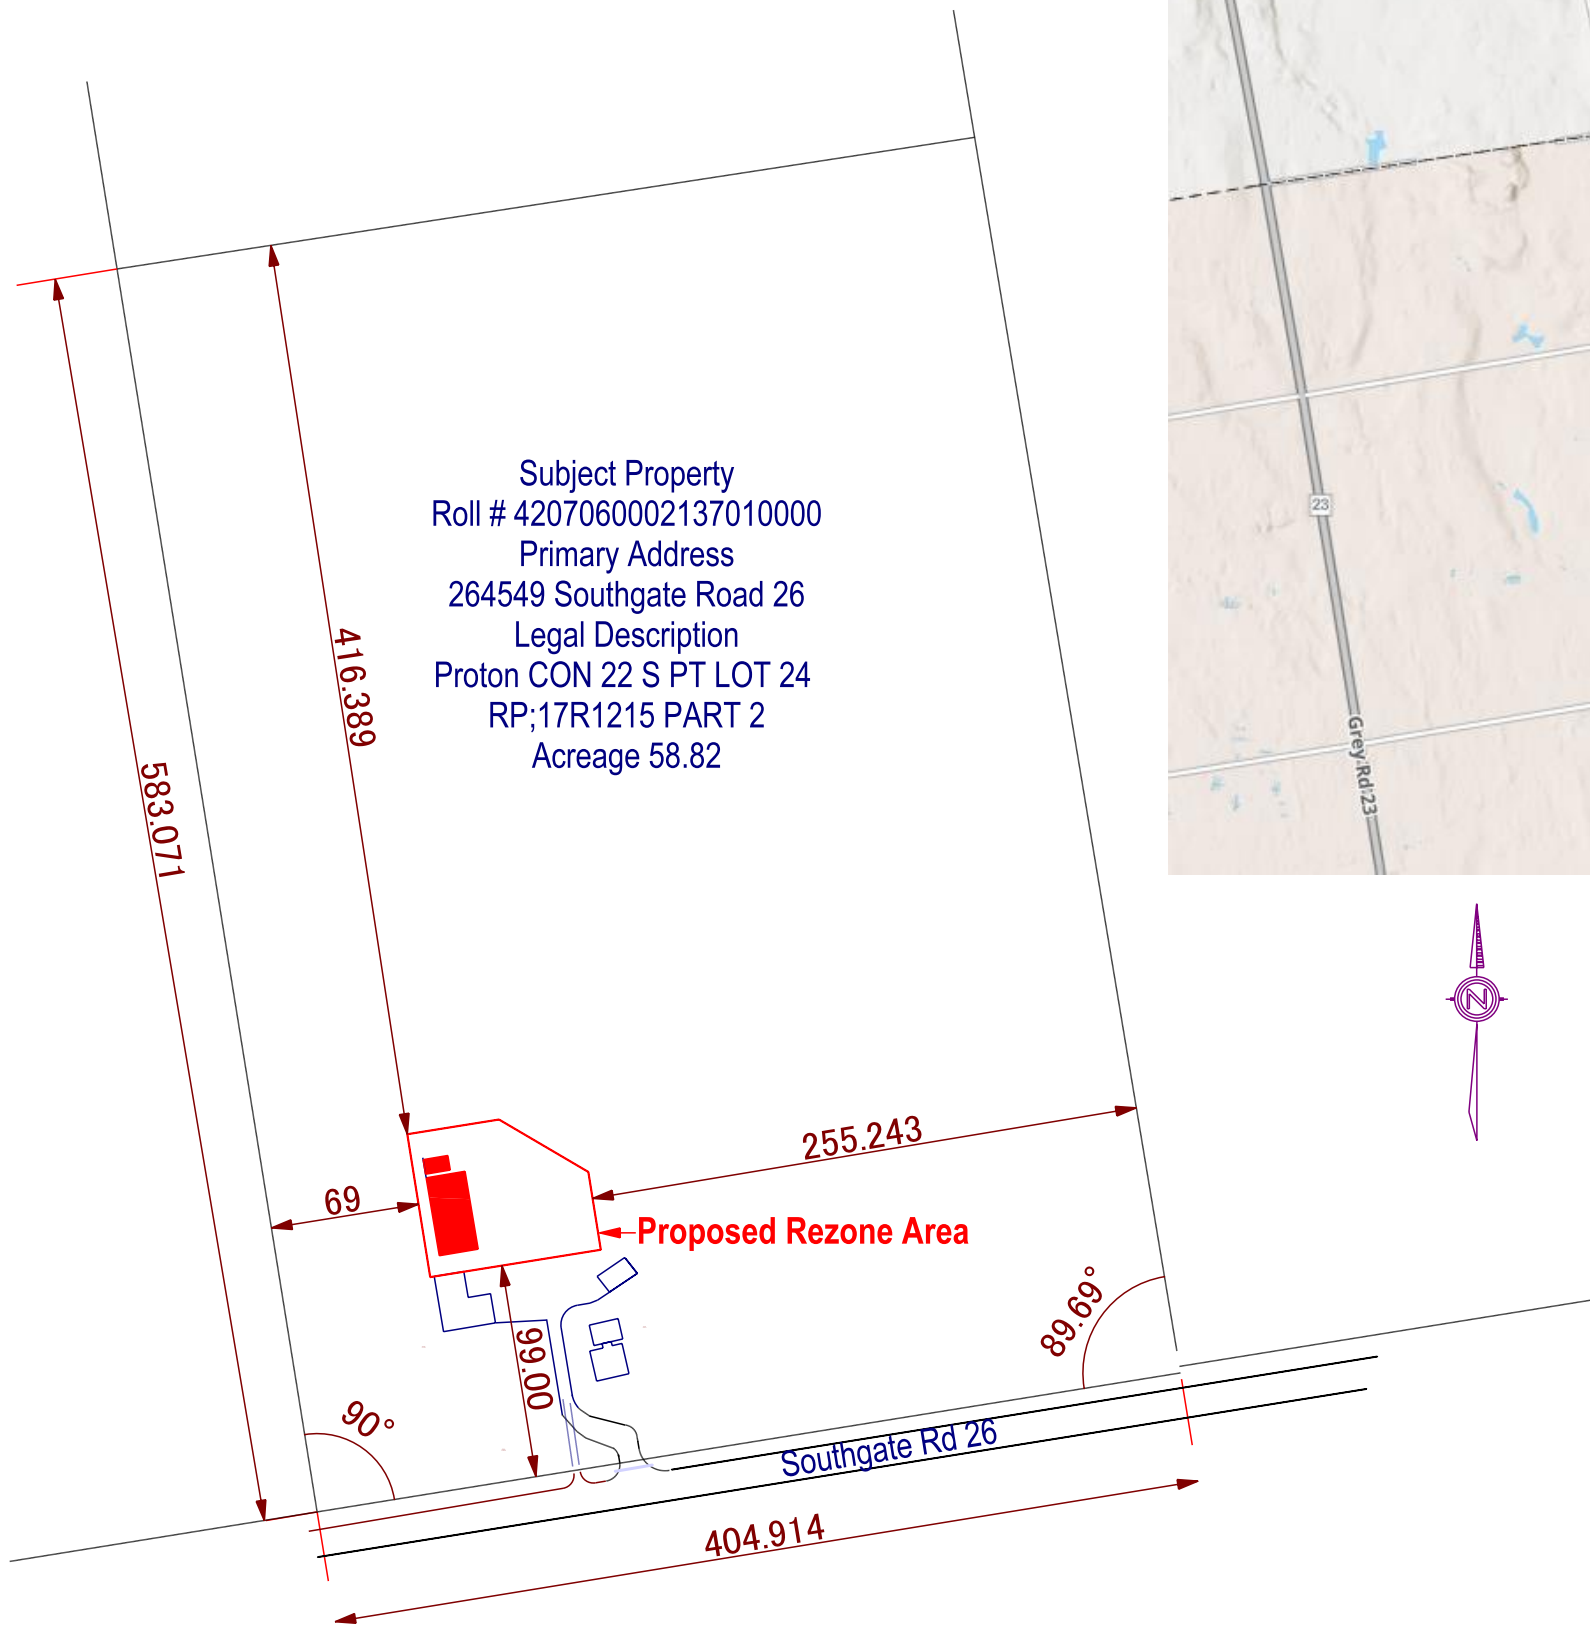 Subject Property
Roll # 4207060002137010000
Primary Address
264549 Southgate Road 26
Legal Description
Proton CON 22 S PT LOT 24
RP;17R1215 PART 2
Acreage 58.82
416.389
583.071
23
Grey Rd 23
N
255.243
69
Proposed Rezone Area
99.00
89.69°
90°
Southgate Rd 26
404.914